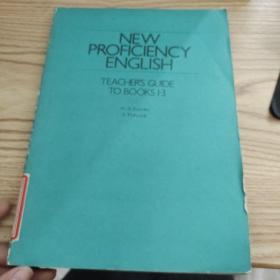 NEW
PROFICIENCY
ENGLISH
TEACHER'S GUIDE
TO BOOKS 1-3